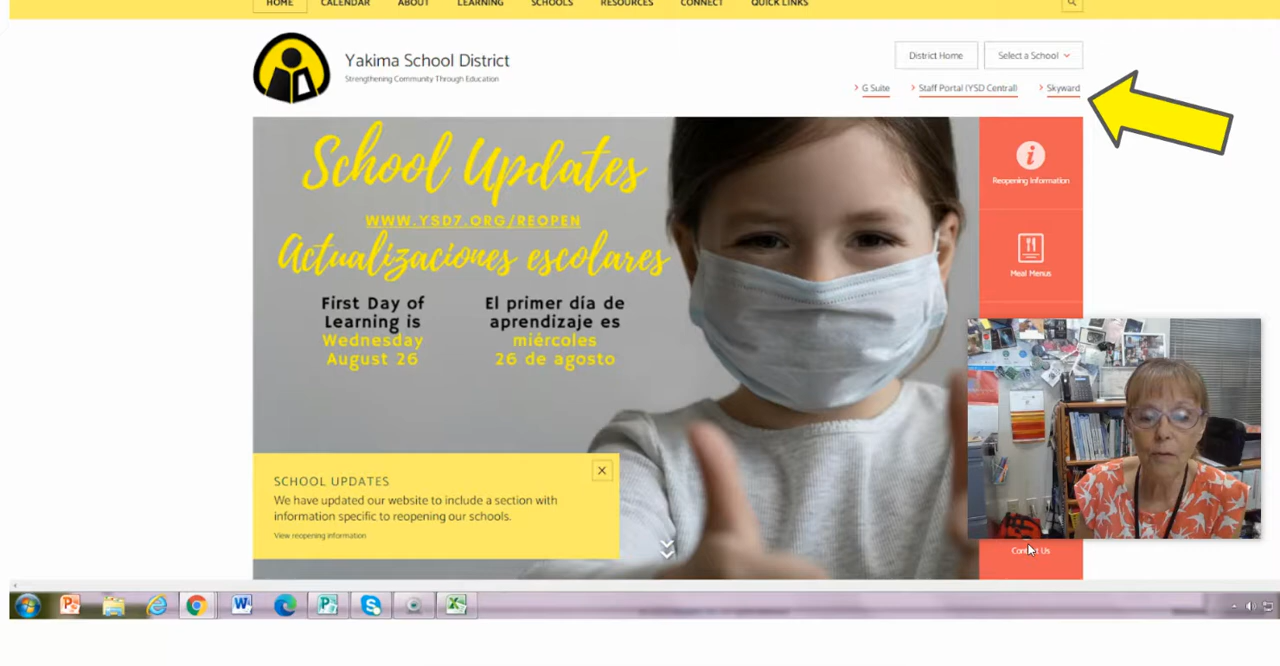 HOME CALENDAR ABOUT LEARNING SCHOOLS RESOURCES CONNECT QUICK LINKS
Yakima School District
Strengthening Community Through Education
District Home
Select a School
G Suite
Staff Portal (YSD Central)
Skyward
School Updates
WWW.YSD7.ORG/REOPEN
Actualizaciones escolares
First Day of
Learning is
Wednesday
August 26
El primer día de
aprendizaje es
miércoles
26 de agosto
Reopening Information
Meal Menus
SCHOOL UPDATES
We have updated our website to include a section with
information specific to reopening our schools.
View reopening information
Contact Us